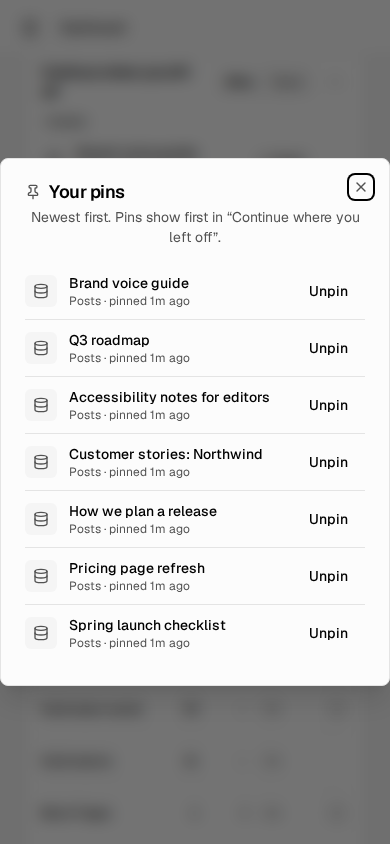 Your pins
Newest first. Pins show first in “Continue where you
left off”.
Brand voice guide
Posts · pinned 1m ago
Unpin
Q3 roadmap
Posts · pinned 1m ago
Unpin
Accessibility notes for editors
Posts · pinned 1m ago
Unpin
Customer stories: Northwind
Posts · pinned 1m ago
Unpin
How we plan a release
Posts · pinned 1m ago
Unpin
Pricing page refresh
Posts · pinned 1m ago
Unpin
Spring launch checklist
Posts · pinned 1m ago
Unpin